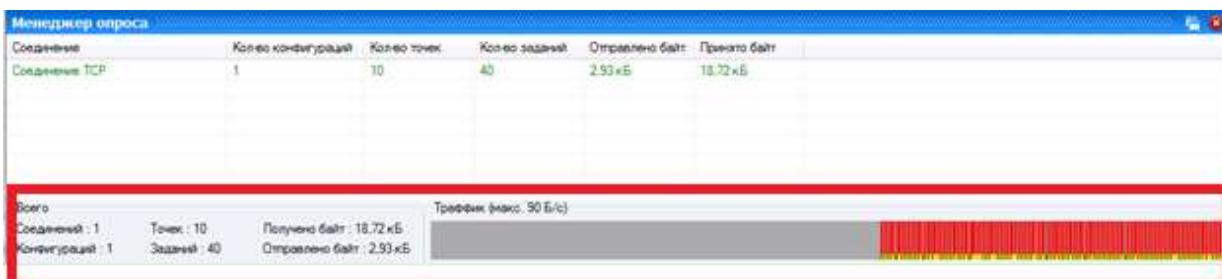 Менеджер опроса
Соединение Кол-во конфигураций Кол-во точек Кол-во заданий Отправлено байт Принято байт
Соединение TCP 1 10 40 2.93 кБ 18.72 кБ
Всего Траффик (макс. 90 Б/с)
Соединений : 1 Точек : 10 Получено байт : 18.72 кБ
Конфигураций : 1 Заданий : 40 Отправлено байт : 2.93 кБ